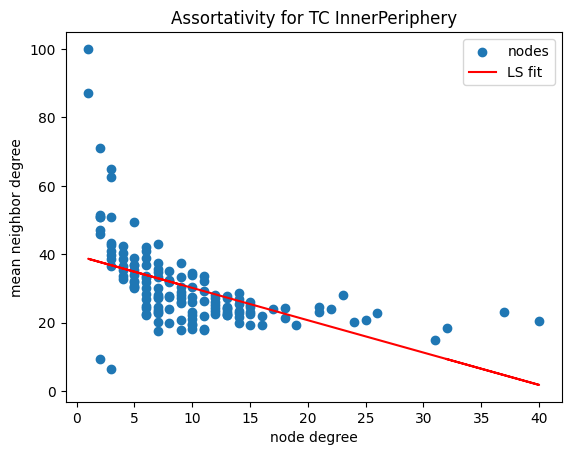 Assortativity for TC InnerPeriphery
nodes
LS fit
mean neighbor degree
100
80
60
40
20
0
0 5 10 15 20 25 30 35 40
node degree